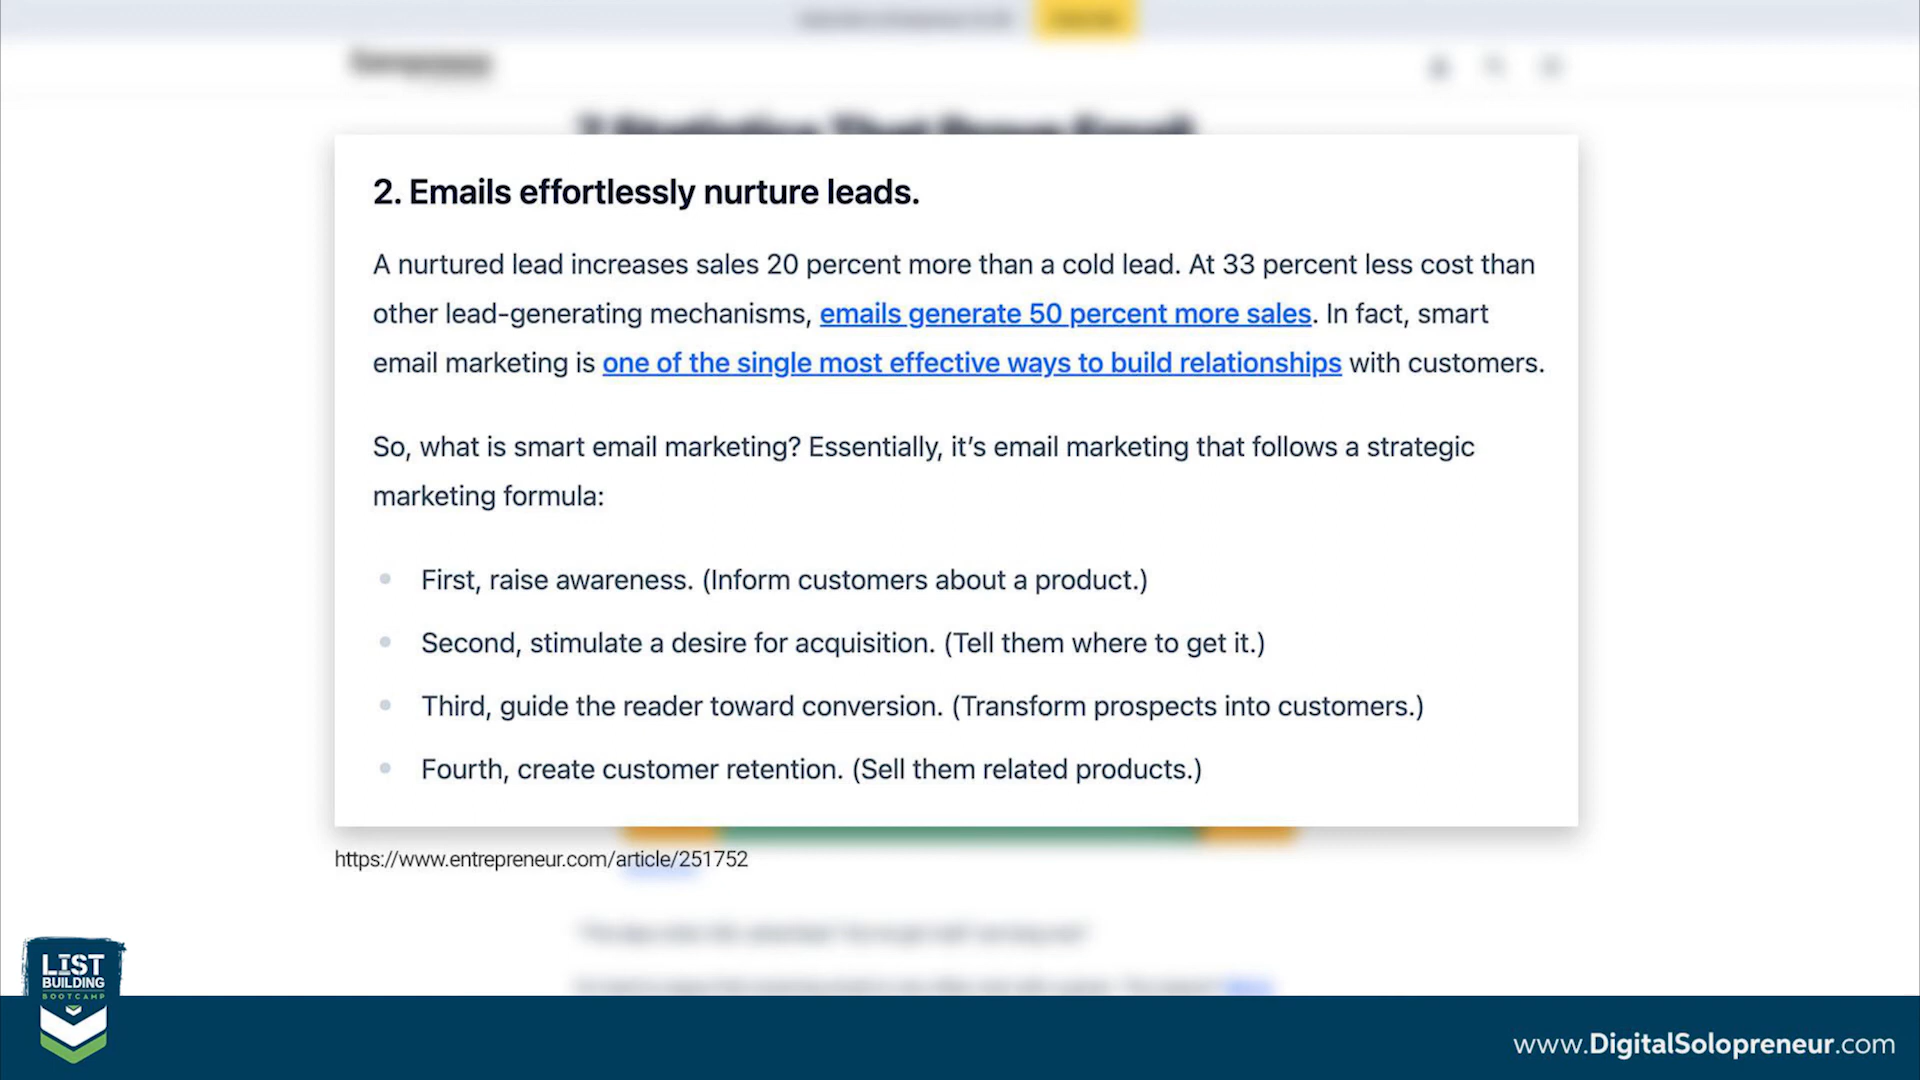 2. Emails effortlessly nurture leads.
A nurtured lead increases sales 20 percent more than a cold lead. At 33 percent less cost than
other lead-generating mechanisms, emails generate 50 percent more sales. In fact, smart
email marketing is one of the single most effective ways to build relationships with customers.
So, what is smart email marketing? Essentially, it’s email marketing that follows a strategic
marketing formula:
First, raise awareness. (Inform customers about a product.)
Second, stimulate a desire for acquisition. (Tell them where to get it.)
Third, guide the reader toward conversion. (Transform prospects into customers.)
Fourth, create customer retention. (Sell them related products.)
https://www.entrepreneur.com/article/251752
LIST
BUILDING
BOOTCAMP
www.DigitalSolopreneur.com